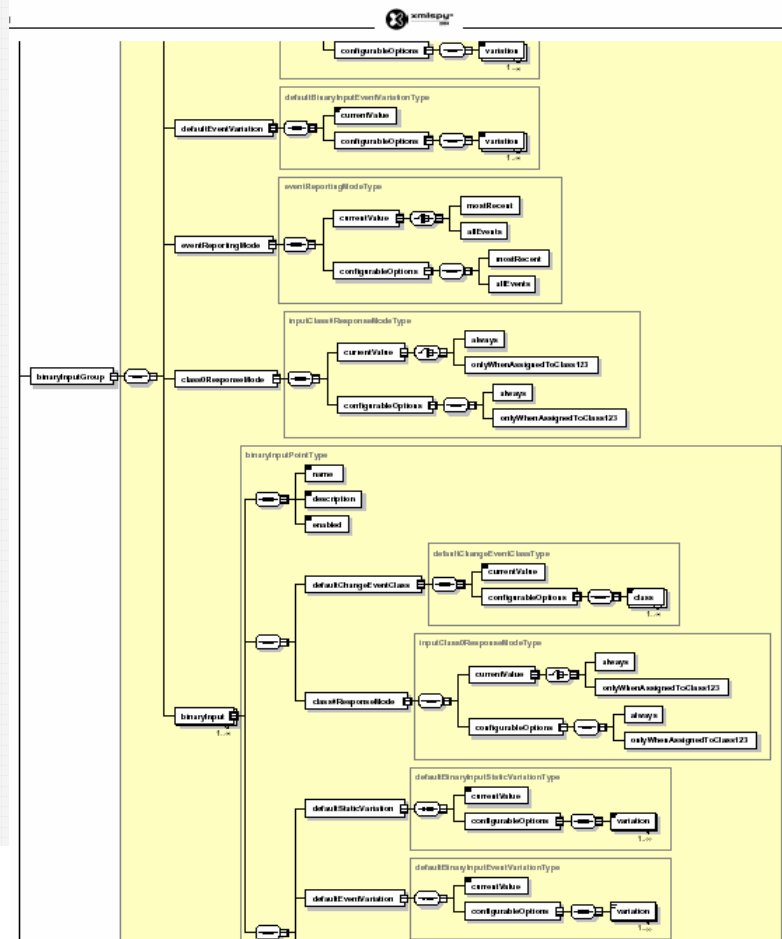 xmlspy
configurableOptions
variation
1..∞
defaultBinaryInputEventVariationType
defaultEventVariation
currentValue
configurableOptions
variation
1..∞
eventReportingModeType
eventReportingMode
currentValue
mostRecent
allEvents
configurableOptions
mostRecent
allEvents
binaryInputGroup
inputClass0ResponseModeType
class0ResponseMode
currentValue
always
onlyWhenAssignedToClass123
configurableOptions
always
onlyWhenAssignedToClass123
binaryInputPointType
name
description
enabled
defaultChangeEventClassType
defaultChangeEventClass
currentValue
configurableOptions
class
1..∞
inputClass0ResponseModeType
class0ResponseMode
currentValue
always
onlyWhenAssignedToClass123
configurableOptions
always
onlyWhenAssignedToClass123
binaryInput
1..∞
defaultBinaryInputStaticVariationType
defaultStaticVariation
currentValue
configurableOptions
variation
1..∞
defaultBinaryInputEventVariationType
defaultEventVariation
currentValue
configurableOptions
variation
1..∞